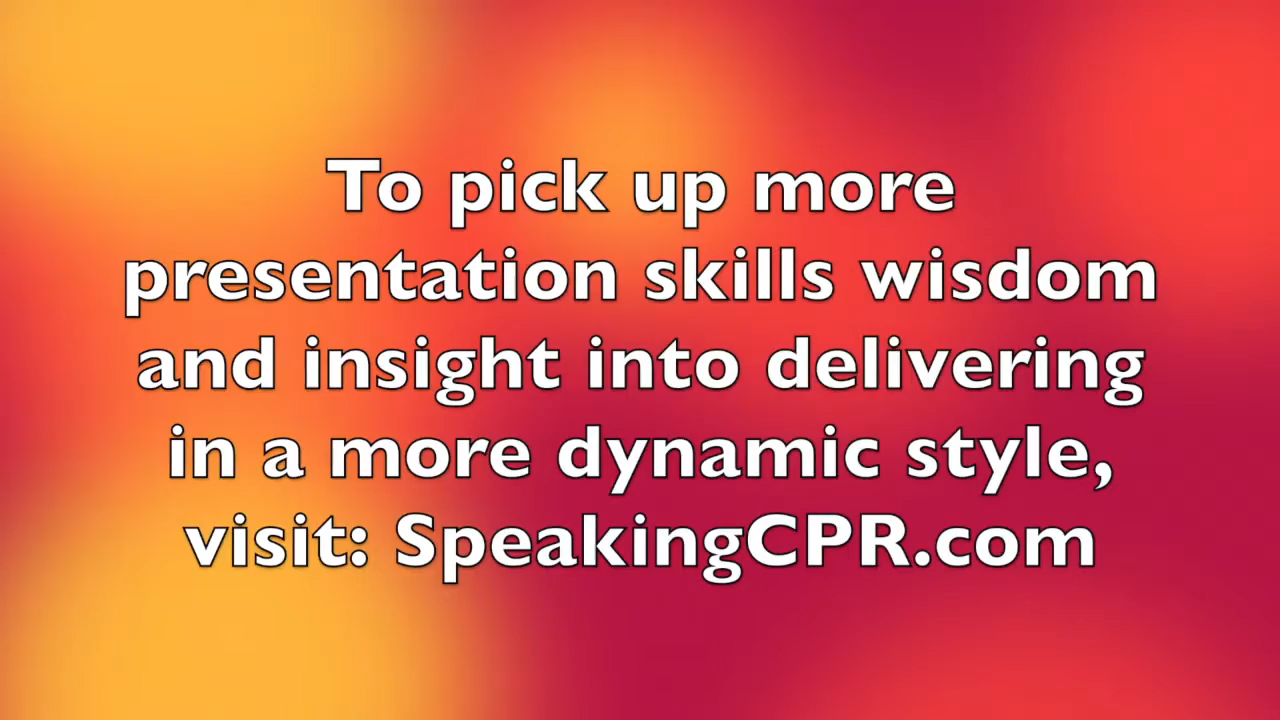 To pick up more
presentation skills wisdom
and insight into delivering
in a more dynamic style,
visit: SpeakingCPR.com